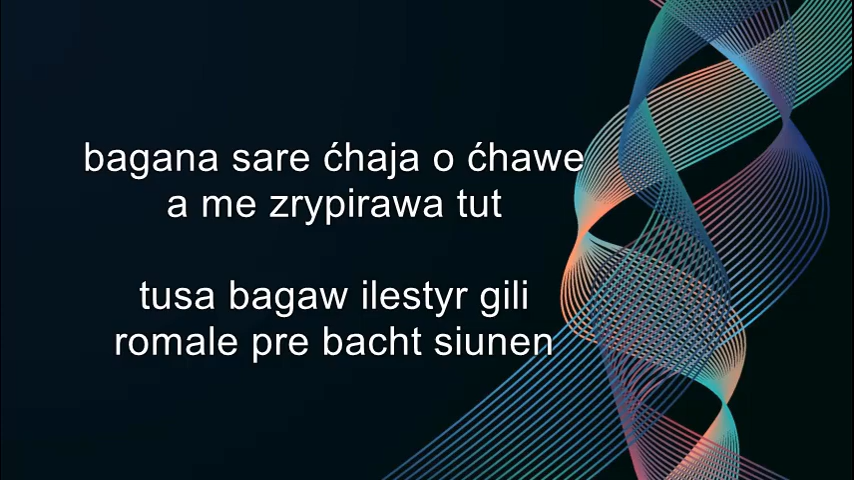 bagana sare ćhaja o ćhawe
a me zrypirawa tut
tusa bagaw ilestyr gili
romale pre bacht siunen